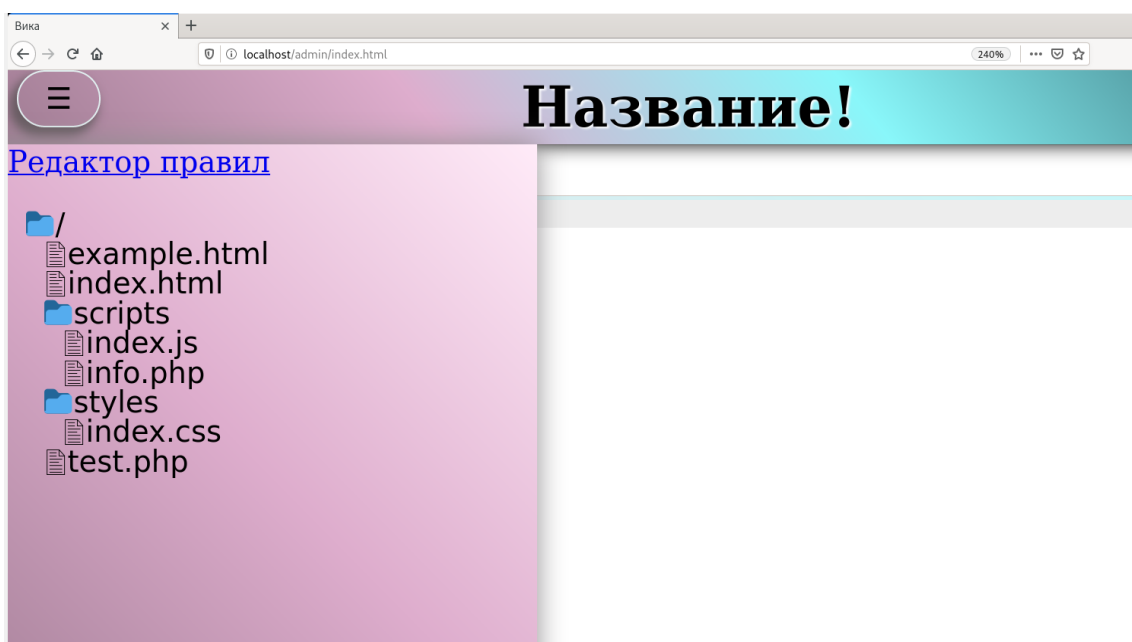 Вика × +
localhost/admin/index.html 240%
☰ Название!
Редактор правил
/
example.html
index.html
scripts
index.js
info.php
styles
index.css
test.php